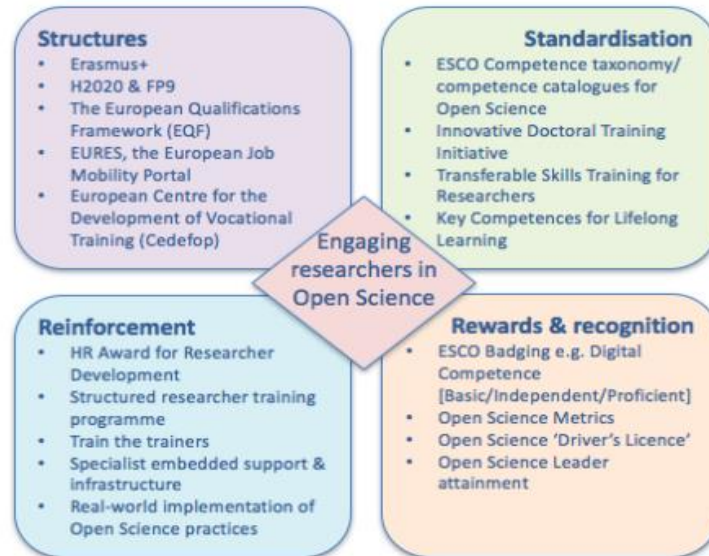 Structures
• Erasmus+
• H2020 & FP9
• The European Qualifications
Framework (EQF)
• EURES, the European Job
Mobility Portal
• European Centre for the
Development of Vocational
Training (Cedefop)
Standardisation
• ESCO Competence taxonomy/
competence catalogues for
Open Science
• Innovative Doctoral Training
Initiative
• Transferable Skills Training for
Researchers
• Key Competences for Lifelong
Learning
Engaging
researchers in
Open Science
Reinforcement
• HR Award for Researcher
Development
• Structured researcher training
programme
• Train the trainers
• Specialist embedded support &
infrastructure
• Real-world implementation of
Open Science practices
Rewards & recognition
• ESCO Badging e.g. Digital
Competence
[Basic/Independent/Proficient]
• Open Science Metrics
• Open Science ‘Driver’s Licence’
• Open Science Leader
attainment